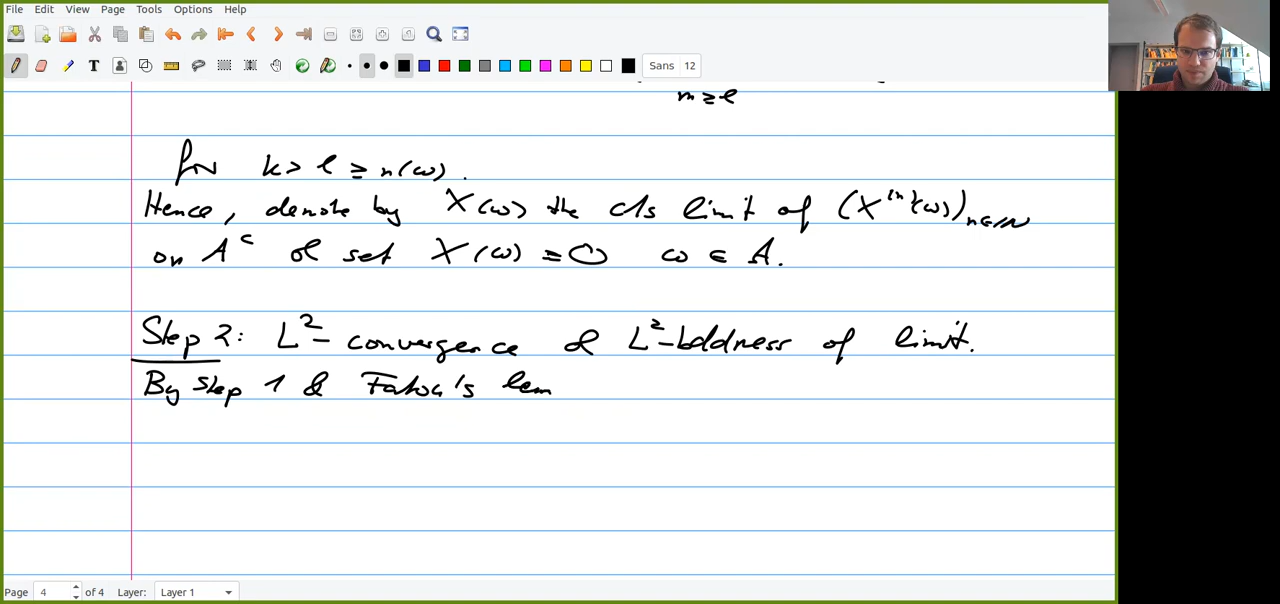 File Edit View Page Tools Options Help
Sans 12
m ≥ l
for k > l ≥ n(ω).
Hence, denote by X(ω) the cts limit of (X^(n)(ω))_{n∈ℕ}
on A^c & set X(ω) = 0 ω ∈ A.
Step 2: L²-convergence & L²-bddness of limit.
By step 1 & Fatou's lem
Page 4 of 4 Layer: Layer 1